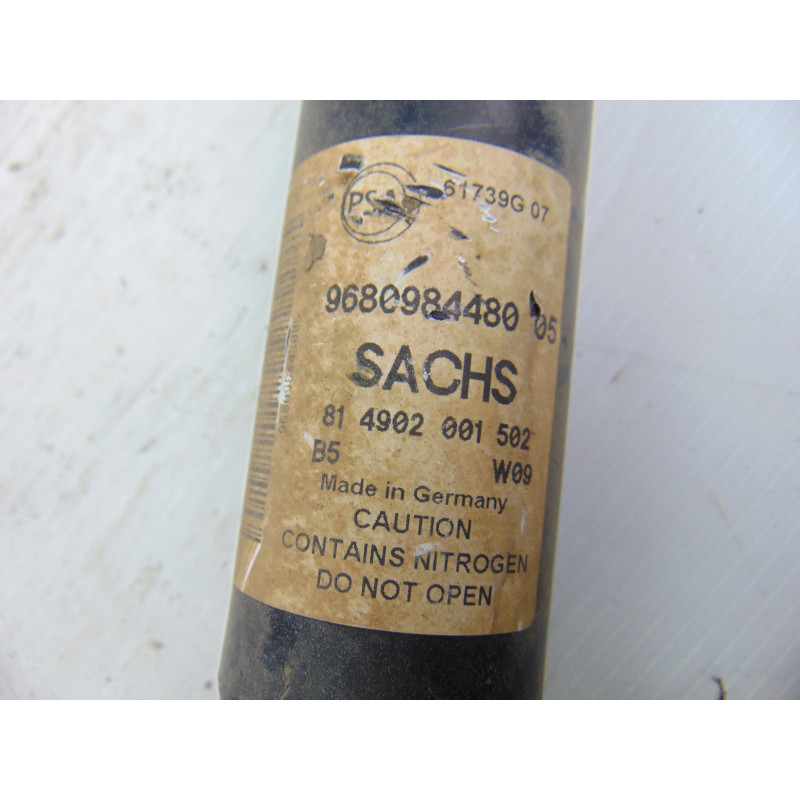 PSA 61739G 07
9680984480 05
SACHS
81 4902 001 502
B5 W09
Made in Germany
CAUTION
CONTAINS NITROGEN
DO NOT OPEN